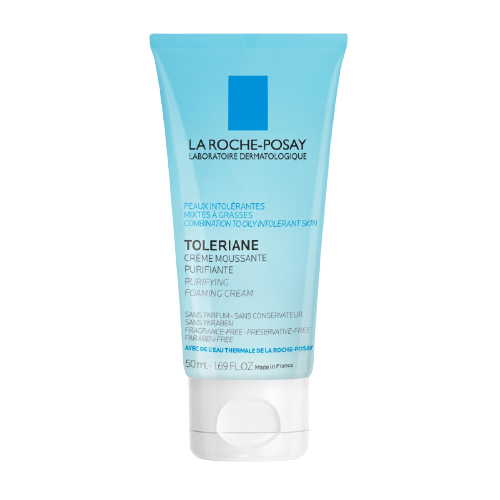 LA ROCHE-POSAY
LABORATOIRE DERMATOLOGIQUE
PEAUX INTOLÉRANTES
MIXTES À GRASSES
COMBINATION TO OILY INTOLERANT SKIN
TOLERIANE
CRÈME MOUSSANTE
PURIFIANTE
PURIFYING
FOAMING CREAM
SANS PARFUM - SANS CONSERVATEUR
SANS PARABEN
FRAGRANCE-FREE - PRESERVATIVE-FREE
PARABEN-FREE
AVEC DE L'EAU THERMALE DE LA ROCHE-POSAY
50 mL - 1.69 FL.OZ Made in France